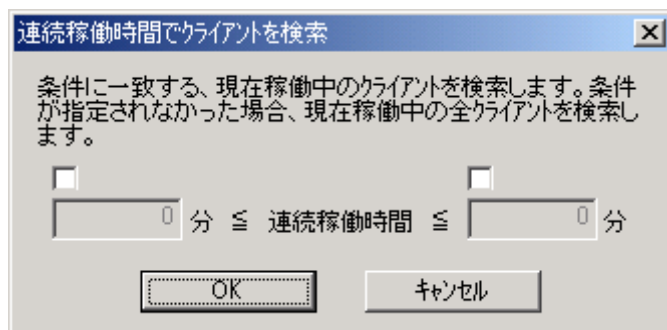 連続稼働時間でクライアントを検索
条件に一致する、現在稼働中のクライアントを検索します。条件
が指定されなかった場合、現在稼働中の全クライアントを検索し
ます。
0 分 ≦ 連続稼働時間 ≦ 0 分
OK キャンセル